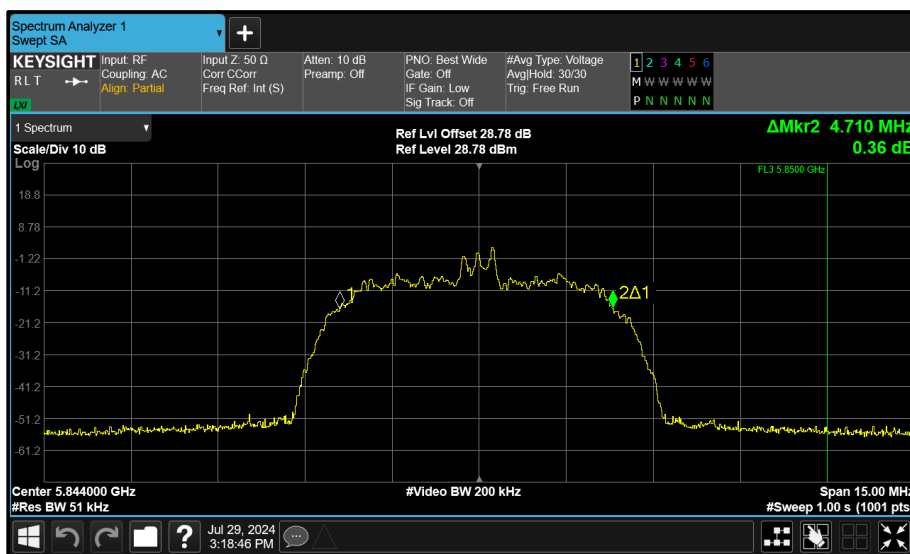 Spectrum Analyzer 1
Swept SA
KEYSIGHT
R L T
LXI
Input: RF
Coupling: AC
Align: Partial
Input Z: 50 Ω
Corr CCorr
Freq Ref: Int (S)
Atten: 10 dB
Preamp: Off
PNO: Best Wide
Gate: Off
IF Gain: Low
Sig Track: Off
#Avg Type: Voltage
Avg|Hold: 30/30
Trig: Free Run
1 2 3 4 5 6
M W W W W W
P N N N N N
1 Spectrum
Scale/Div 10 dB
Ref Lvl Offset 28.78 dB
Ref Level 28.78 dBm
ΔMkr2 4.710 MHz
0.36 dB
Log
FL3 5.8500 GHz
18.8
8.78
-1.22
-11.2
-21.2
-31.2
-41.2
-51.2
-61.2
1
2Δ1
Center 5.844000 GHz
#Res BW 51 kHz
#Video BW 200 kHz
Span 15.00 MHz
#Sweep 1.00 s (1001 pts
Jul 29, 2024
3:18:46 PM